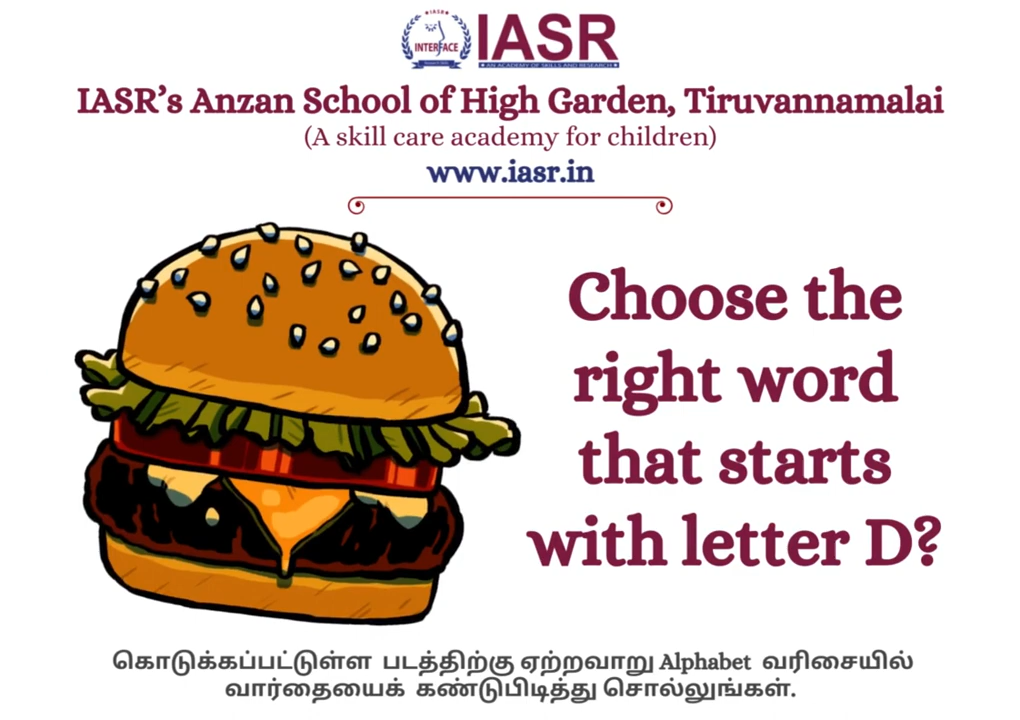 IASR
INTERFACE
IASR
AN ACADEMY OF SKILLS AND RESEARCH
IASR's Anzan School of High Garden, Tiruvannamalai
(A skill care academy for children)
www.iasr.in
Choose the
right word
that starts
with letter D?
கொடுக்கப்பட்டுள்ள படத்திற்கு ஏற்றவாறு Alphabet வரிசையில்
வார்தையைக் கண்டுபிடித்து சொல்லுங்கள்.